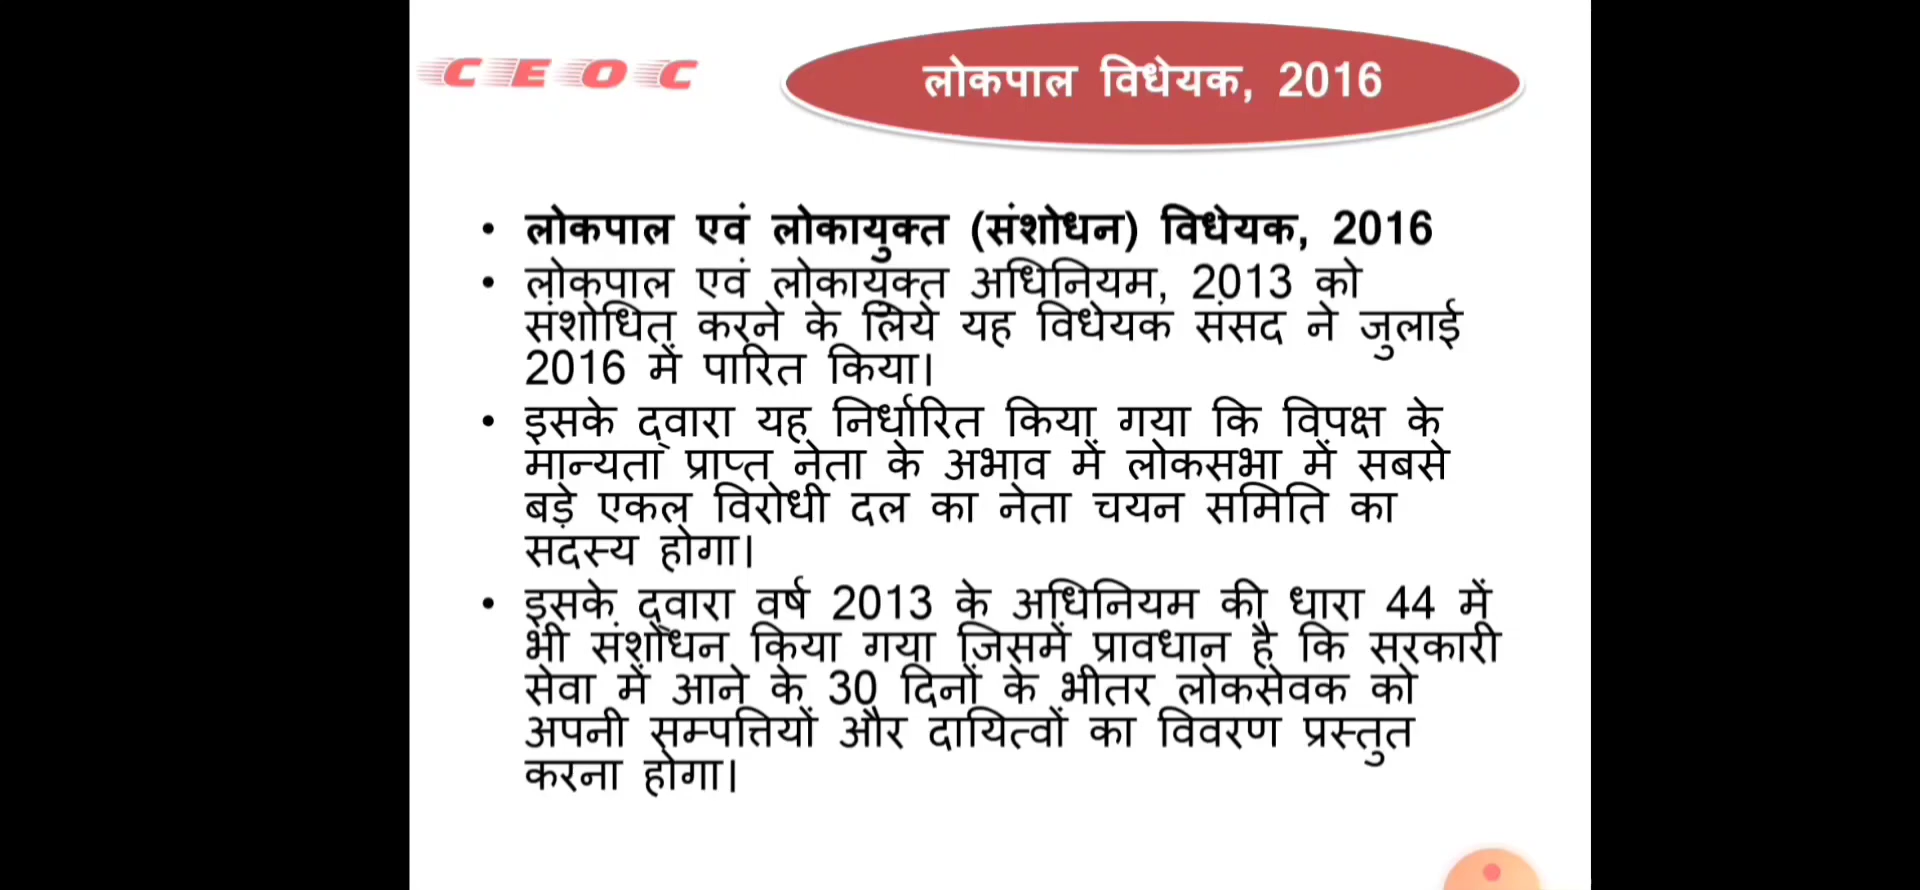 C E O C
लोकपाल विधेयक, 2016
• लोकपाल एवं लोकायुक्त (संशोधन) विधेयक, 2016
• लोकपाल एवं लोकायुक्त अधिनियम, 2013 को
संशोधित करने के लिये यह विधेयक संसद ने जुलाई
2016 में पारित किया।
• इसके द्वारा यह निर्धारित किया गया कि विपक्ष के
मान्यता प्राप्त नेता के अभाव में लोकसभा में सबसे
बड़े एकल विरोधी दल का नेता चयन समिति का
सदस्य होगा।
• इसके द्वारा वर्ष 2013 के अधिनियम की धारा 44 में
भी संशोधन किया गया जिसमें प्रावधान है कि सरकारी
सेवा में आने के 30 दिनों के भीतर लोकसेवक को
अपनी सम्पत्तियों और दायित्वों का विवरण प्रस्तुत
करना होगा।